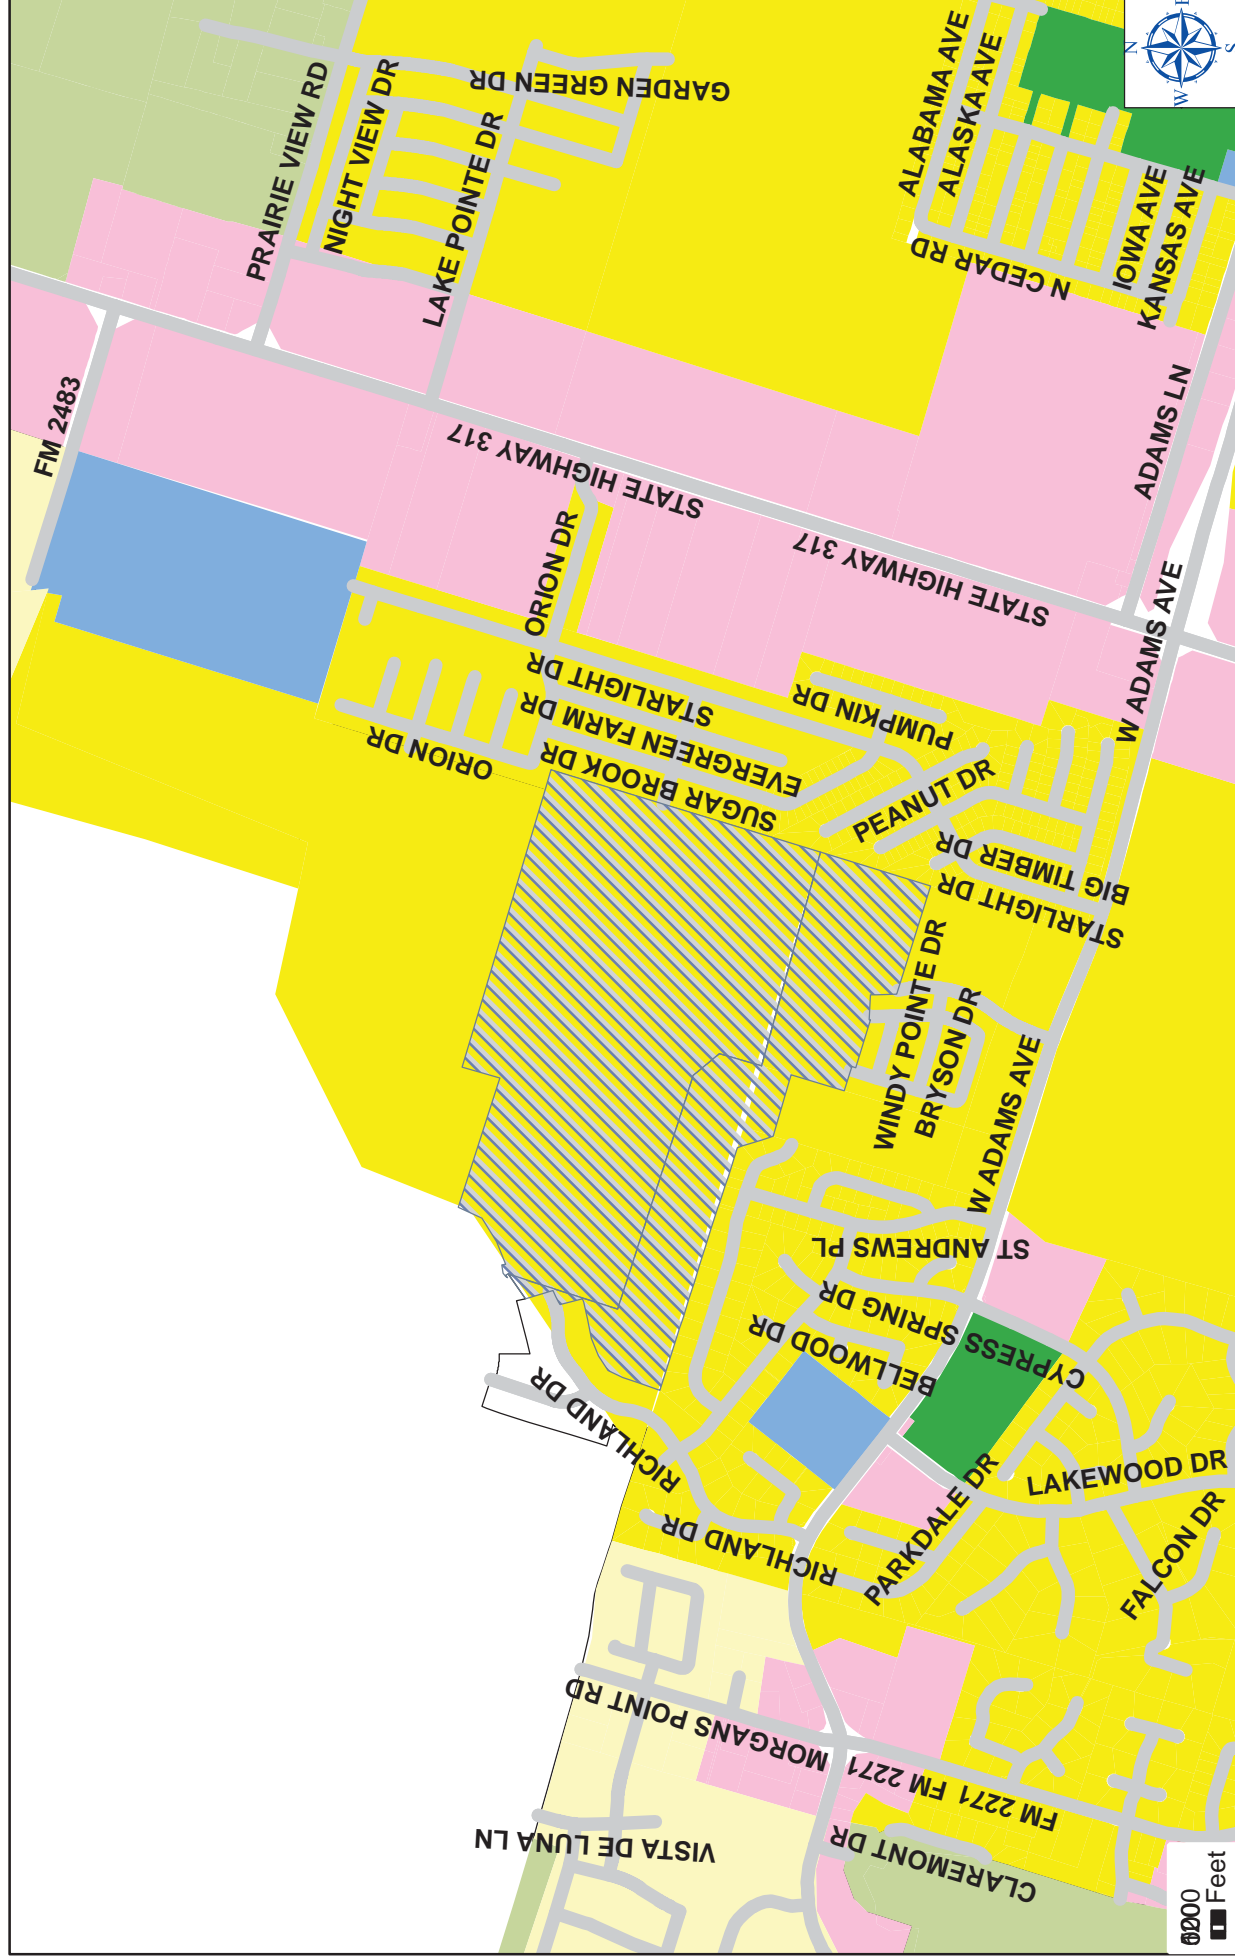 PRAIRIE VIEW RD
NIGHT VIEW DR
GARDEN GREEN DR
LAKE POINTE DR
ALABAMA AVE
ALASKA AVE
N
W
S
N CEDAR RD
IOWA AVE
KANSAS AVE
FM 2483
STATE HIGHWAY 317
STATE HIGHWAY 317
ADAMS LN
ORION DR
STARLIGHT DR
EVERGREEN FARM DR
ORION DR
SUGAR BROOK DR
PUMPKIN DR
W ADAMS AVE
PEANUT DR
BIG TIMBER DR
STARLIGHT DR
WINDY POINTE DR
BRYSON DR
W ADAMS AVE
ST ANDREWS PL
CYPRESS SPRING DR
BELLWOOD DR
RICHLAND DR
RICHLAND DR
PARKDALE DR
LAKEWOOD DR
FALCON DR
MORGANS POINT RD
FM 2271
FM 2271
VISTA DE LUNA LN
CLAREMONT DR
Feet